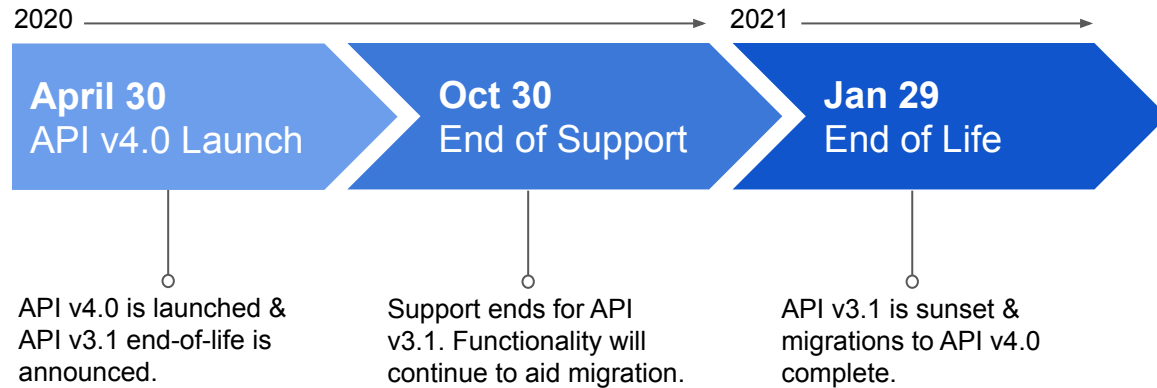 2020
2021
April 30
API v4.0 Launch
Oct 30
End of Support
Jan 29
End of Life
API v4.0 is launched &
API v3.1 end-of-life is
announced.
Support ends for API
v3.1. Functionality will
continue to aid migration.
API v3.1 is sunset &
migrations to API v4.0
complete.